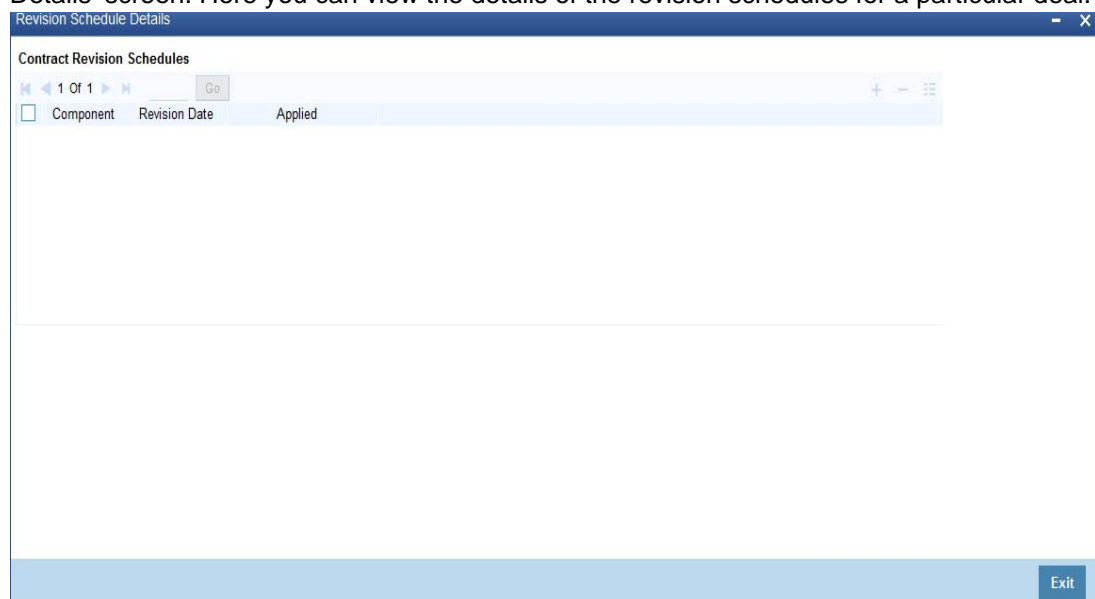 Details' screen. Here you can view the details of the revision schedules for a particular deal.
Revision Schedule Details
Contract Revision Schedules
1 Of 1 Go
Component Revision Date Applied
Exit